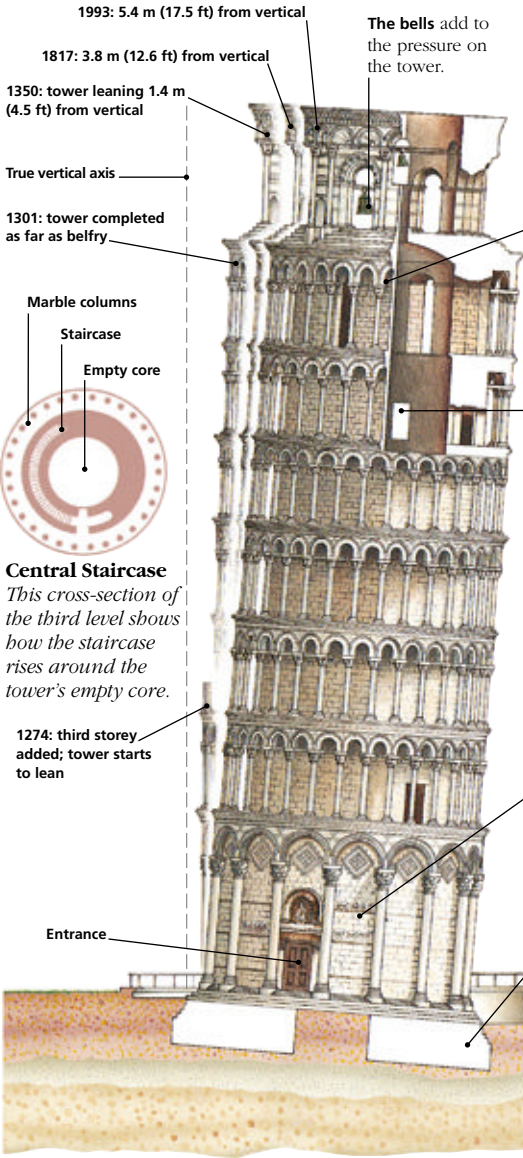 1993: 5.4 m (17.5 ft) from vertical
The bells add to
the pressure on
the tower.
1817: 3.8 m (12.6 ft) from vertical
1350: tower leaning 1.4 m
(4.5 ft) from vertical
True vertical axis
1301: tower completed
as far as belfry
Marble columns
Staircase
Empty core
Central Staircase
This cross-section of
the third level shows
how the staircase
rises around the
tower's empty core.
1274: third storey
added; tower starts
to lean
Entrance